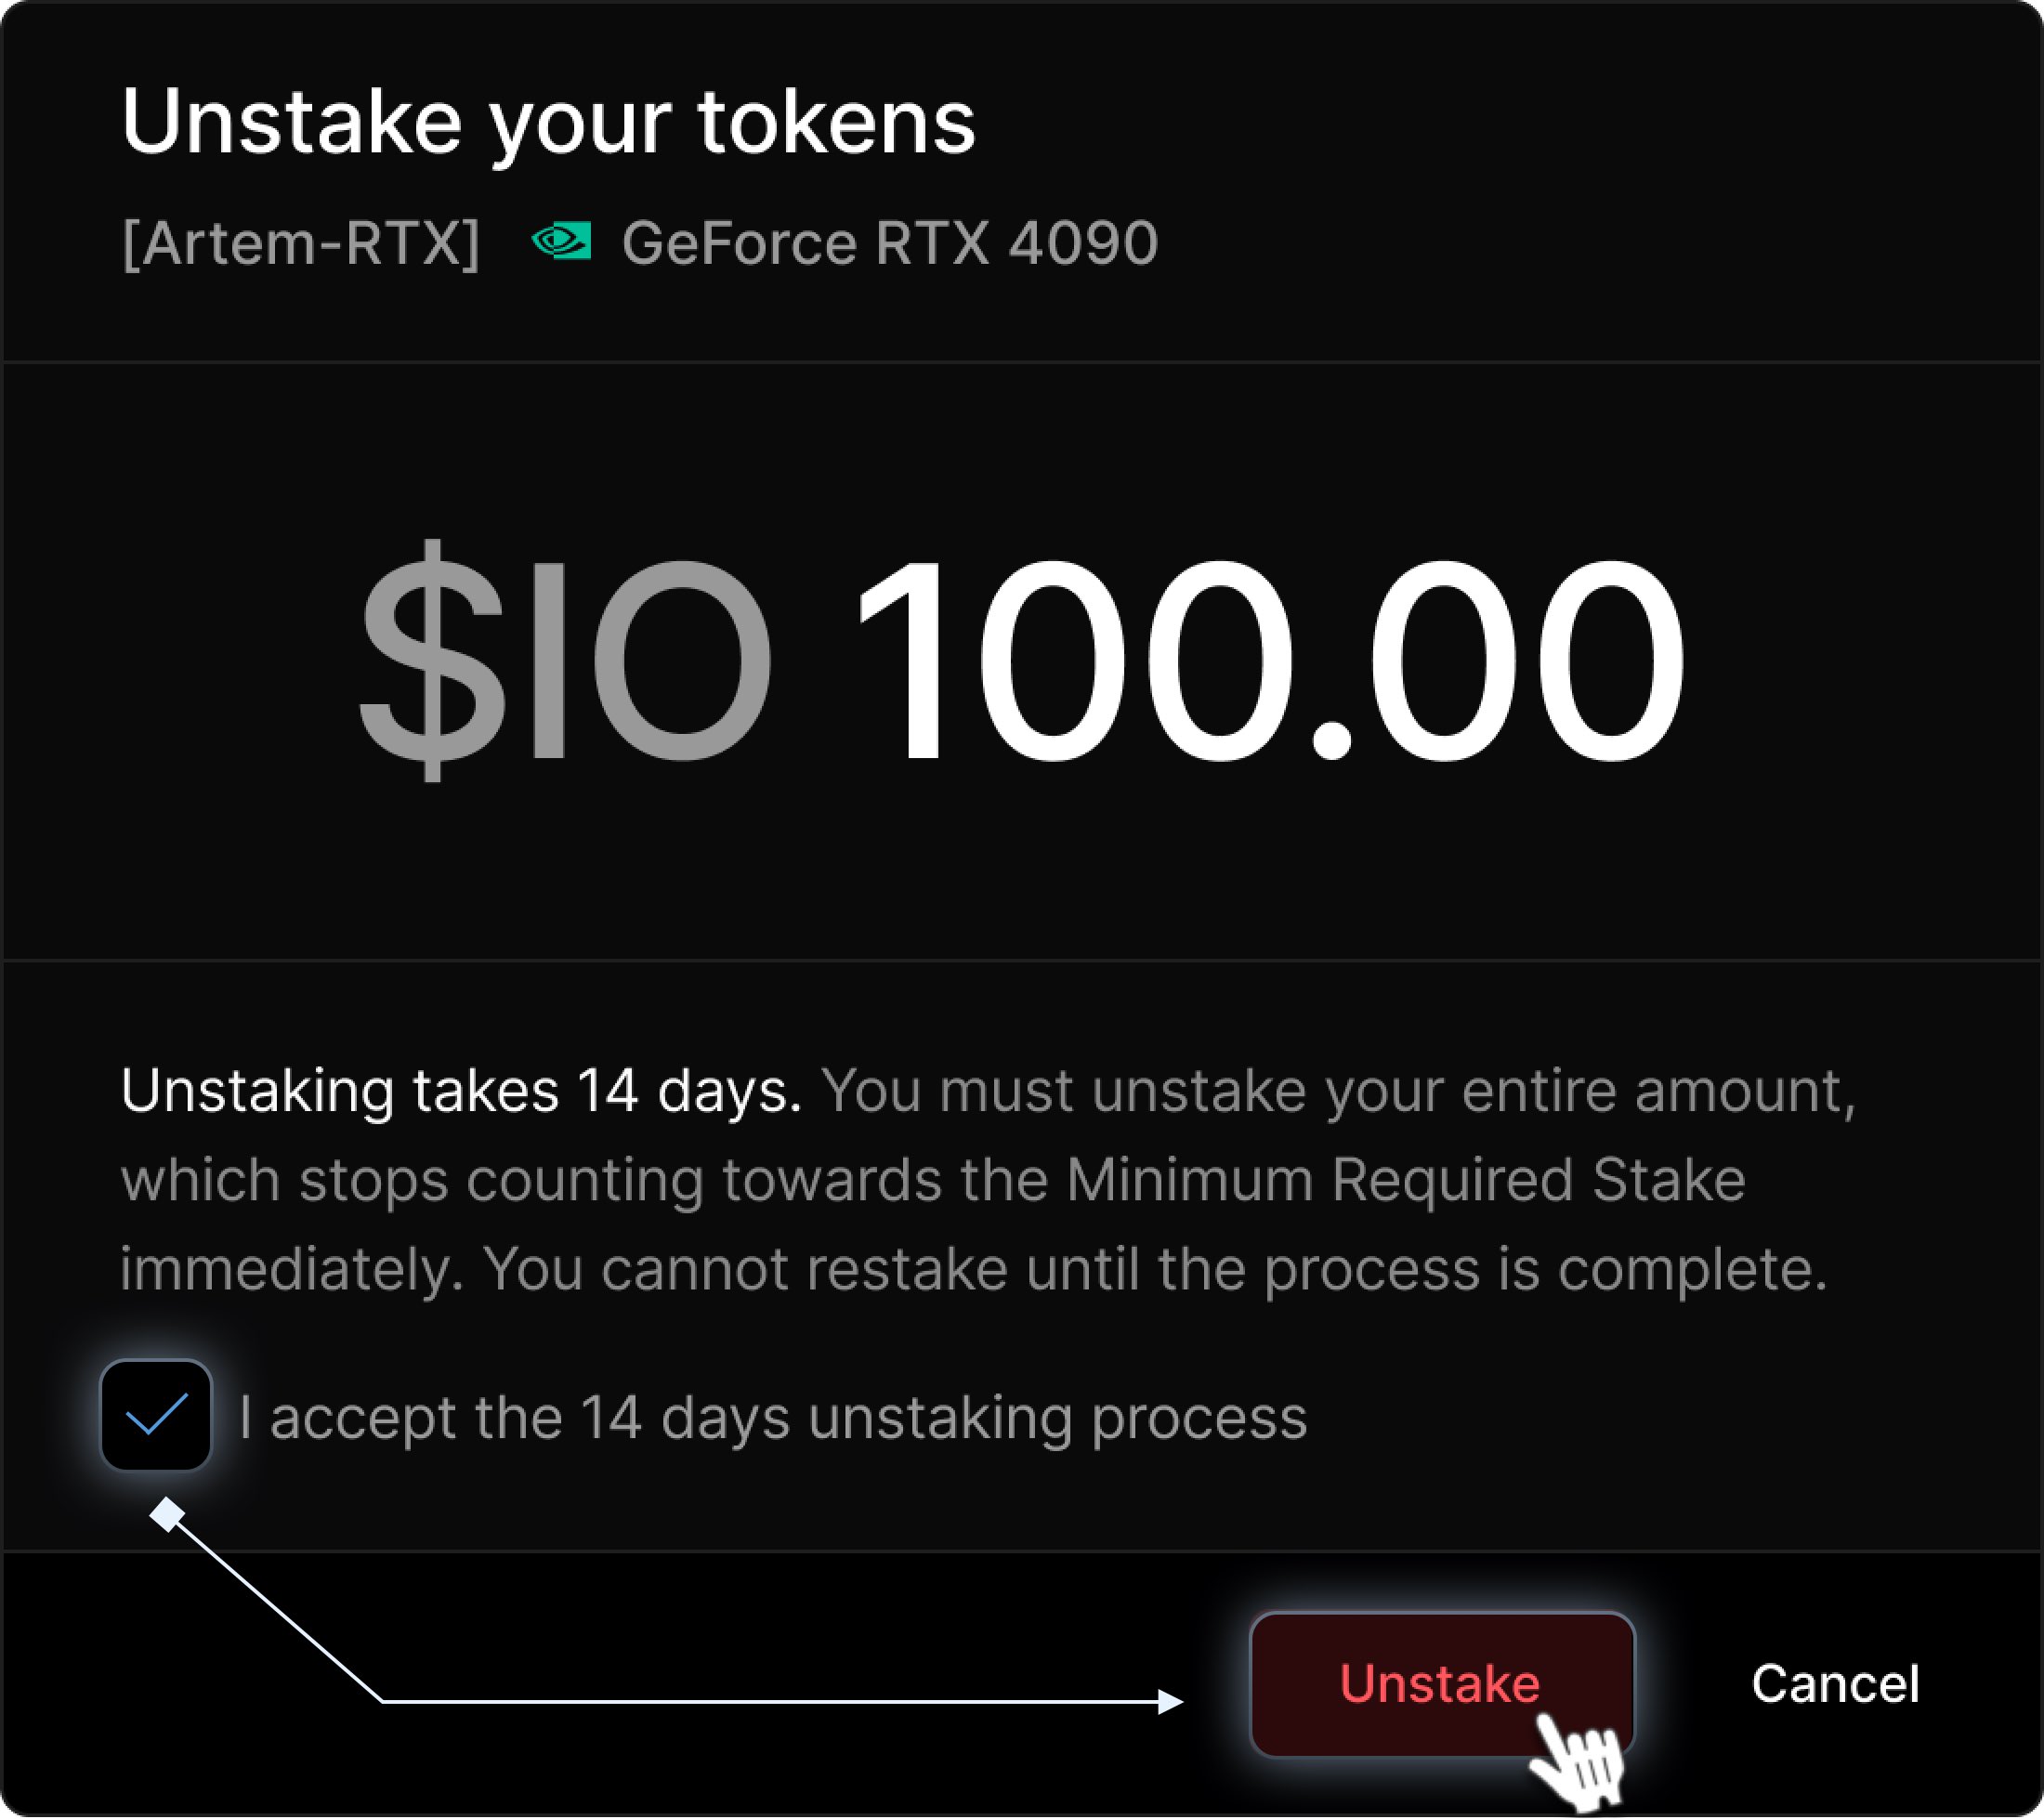 Unstake your tokens
[Artem-RTX] GeForce RTX 4090
$IO 100.00
Unstaking takes 14 days. You must unstake your entire amount,
which stops counting towards the Minimum Required Stake
immediately. You cannot restake until the process is complete.
I accept the 14 days unstaking process
Unstake Cancel